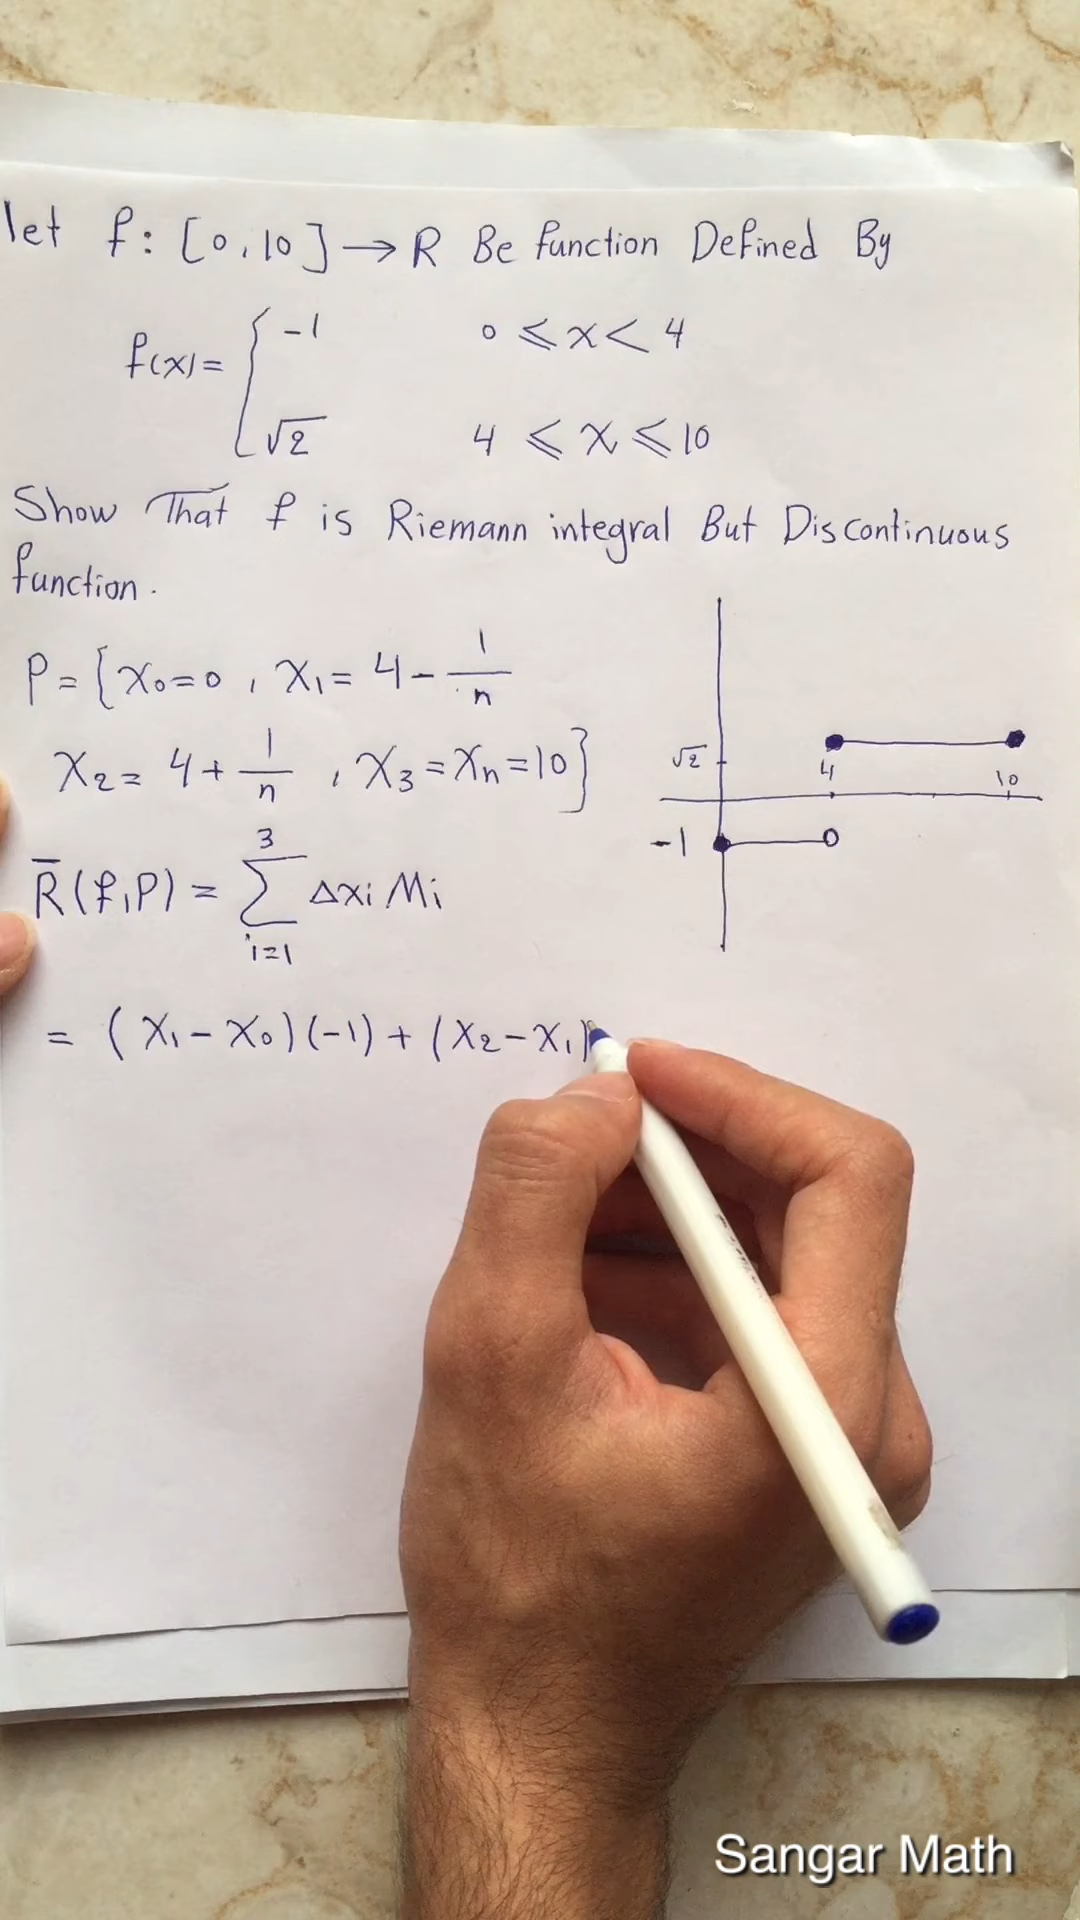 let f: [0,10] → R Be function Defined By
f(x) = { -1   0 ⩽ x < 4
√2   4 ⩽ x ⩽ 10
Show That f is Riemann integral But Discontinuous
function.
P = { x₀=0 , x₁ = 4 - 1/n
x₂ = 4 + 1/n , x₃ = xₙ = 10 }
√2 4 10
-1
R̅(f,P) = ∑_{i=1}^{3} Δxi Mi
= (x₁ - x₀)(-1) + (x₂ - x₁)
Sangar Math